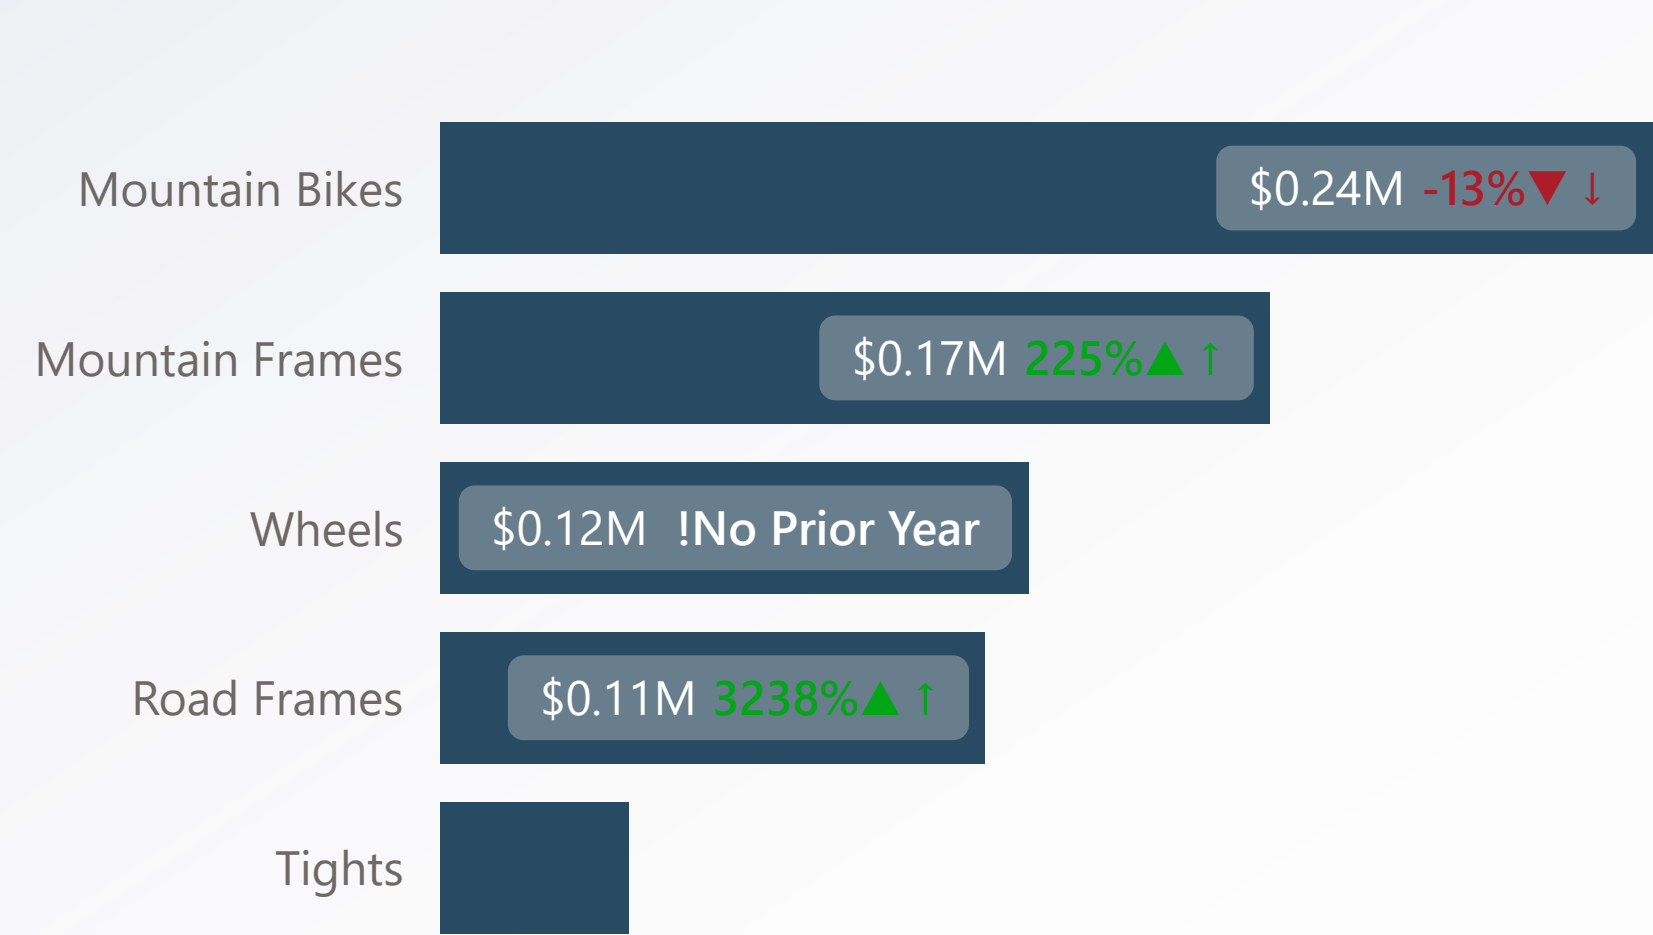 Mountain Bikes $0.24M -13%▼ ↓
Mountain Frames $0.17M 225%▲ ↑
Wheels $0.12M !No Prior Year
Road Frames $0.11M 3238%▲ ↑
Tights